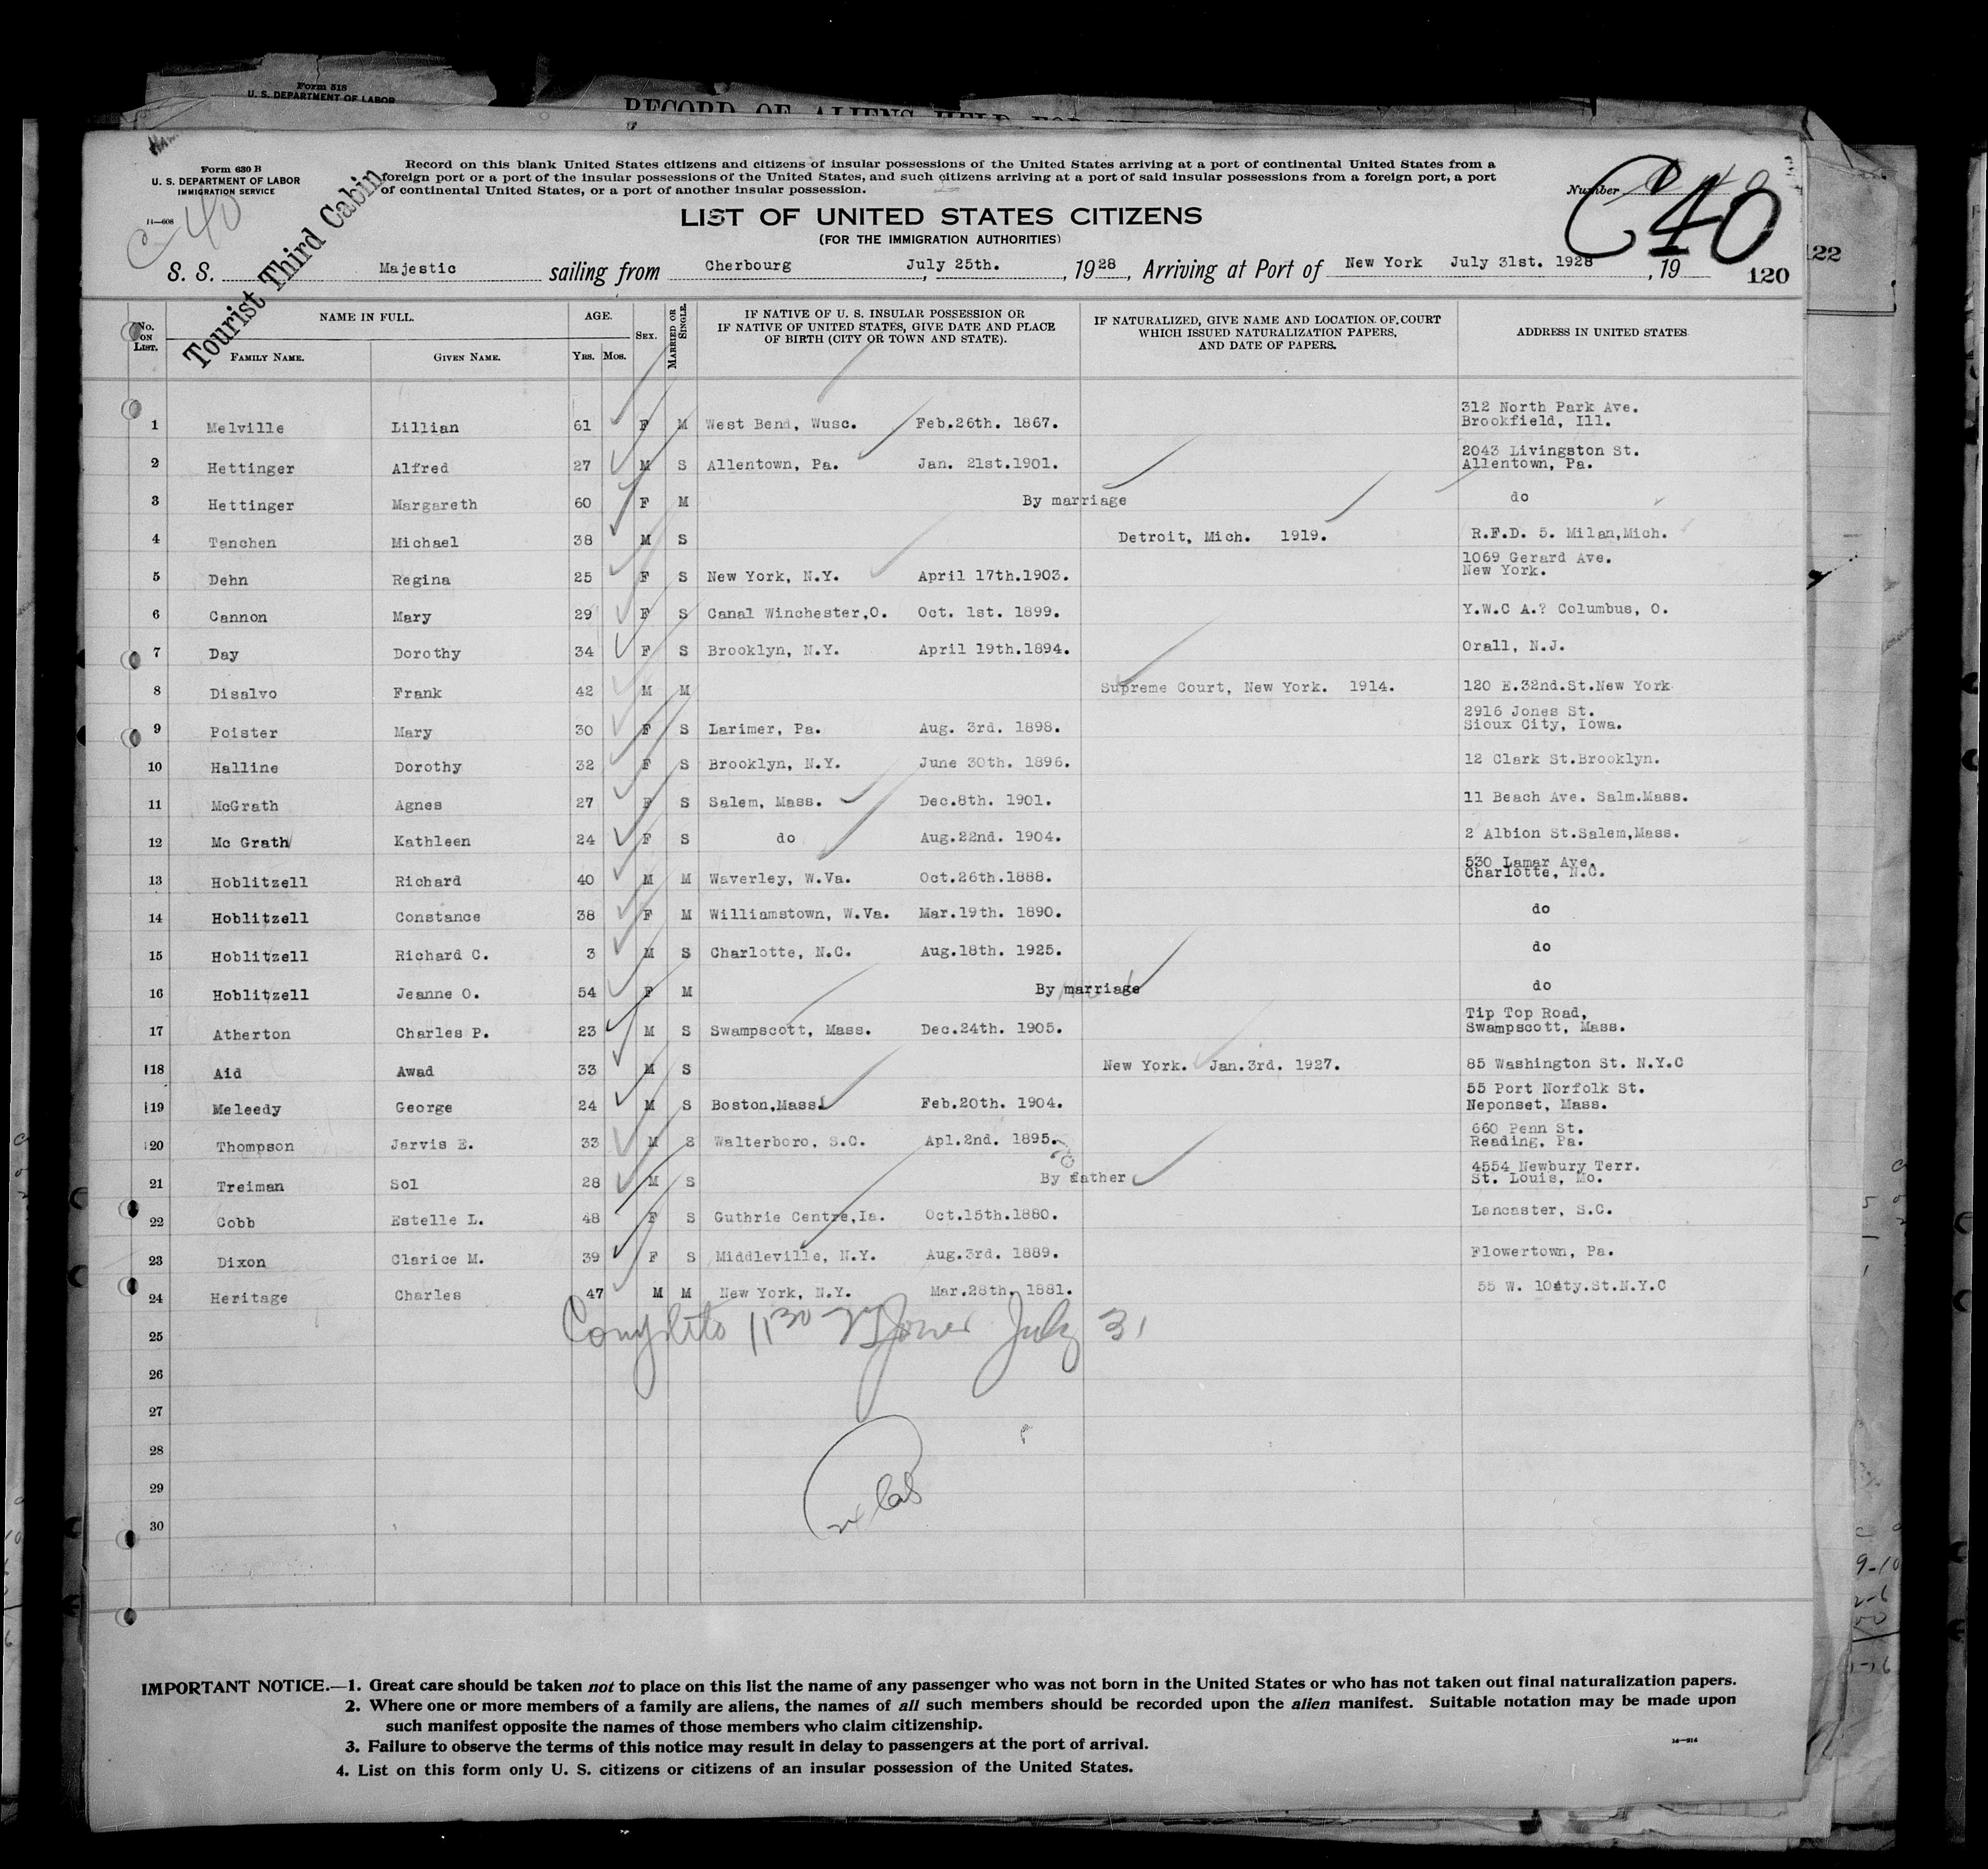 Form 518
U. S. DEPARTMENT OF LABOR
RECORD OF ALIENS HELD FOR
Form 630 B
U. S. DEPARTMENT OF LABOR
IMMIGRATION SERVICE
14—608
C-40
Tourist Third Cabin
Record on this blank United States citizens and citizens of insular possessions of the United States arriving at a port of continental United States from a
foreign port or a port of the insular possessions of the United States, and such citizens arriving at a port of said insular possessions from a foreign port, a port
of continental United States, or a port of another insular possession.
Number
C40
LIST OF UNITED STATES CITIZENS
(FOR THE IMMIGRATION AUTHORITIES)
S. S. Majestic sailing from Cherbourg July 25th. , 1928, Arriving at Port of New York July 31st. 1928 , 19
120
122
No. ON LIST.
NAME IN FULL.
FAMILY NAME.
GIVEN NAME.
AGE.
YRS. MOS.
SEX.
MARRIED OR SINGLE.
IF NATIVE OF U. S. INSULAR POSSESSION OR
IF NATIVE OF UNITED STATES, GIVE DATE AND PLACE
OF BIRTH (CITY OR TOWN AND STATE).
IF NATURALIZED, GIVE NAME AND LOCATION OF COURT
WHICH ISSUED NATURALIZATION PAPERS,
AND DATE OF PAPERS.
ADDRESS IN UNITED STATES
1 Melville Lillian 61 F M West Bend, Wusc. Feb.26th. 1867. 312 North Park Ave.
Brookfield, Ill.
2 Hettinger Alfred 27 M S Allentown, Pa. Jan. 21st.1901. 2043 Livingston St.
Allentown, Pa.
3 Hettinger Margareth 60 F M By marriage do
4 Tanchen Michael 38 M S Detroit, Mich. 1919. R.F.D. 5. Milan,Mich.
5 Dehn Regina 25 F S New York, N.Y. April 17th.1903. 1069 Gerard Ave.
New York.
6 Cannon Mary 29 F S Canal Winchester,O. Oct. 1st. 1899. Y.W.C A.? Columbus, O.
7 Day Dorothy 34 F S Brooklyn, N.Y. April 19th.1894. Orall, N.J.
8 Disalvo Frank 42 M M Supreme Court, New York. 1914. 120 E.32nd.St.New York
9 Poister Mary 30 F S Larimer, Pa. Aug. 3rd. 1898. 2916 Jones St.
Sioux City, Iowa.
10 Halline Dorothy 32 F S Brooklyn, N.Y. June 30th. 1896. 12 Clark St.Brooklyn.
11 McGrath Agnes 27 F S Salem, Mass. Dec.8th. 1901. 11 Beach Ave. Salm.Mass.
12 Mc Grath Kathleen 24 F S do Aug.22nd. 1904. 2 Albion St.Salem,Mass.
13 Hoblitzell Richard 40 M M Waverley, W.Va. Oct.26th.1888. 530 Lamar Ave.
Charlotte, N.C.
14 Hoblitzell Constance 38 F M Williamstown, W.Va. Mar.19th. 1890. do
15 Hoblitzell Richard C. 3 M S Charlotte, N.C. Aug.18th. 1925. do
16 Hoblitzell Jeanne O. 54 F M By marriage do
17 Atherton Charles P. 23 M S Swampscott, Mass. Dec.24th. 1905. Tip Top Road,
Swampscott, Mass.
18 Aid Awad 33 M S New York. Jan.3rd. 1927. 85 Washington St. N.Y.C
19 Meleedy George 24 M S Boston,Mass. Feb.20th. 1904. 55 Port Norfolk St.
Neponset, Mass.
20 Thompson Jarvis E. 33 M S Walterboro, S.C. Apl.2nd. 1895. 660 Penn St.
Reading, Pa.
21 Treiman Sol 28 M S By father 4554 Newbury Terr.
St. Louis, Mo.
22 Cobb Estelle L. 48 F S Guthrie Centre,Ia. Oct.15th.1880. Lancaster, S.C.
23 Dixon Clarice M. 39 F S Middleville, N.Y. Aug.3rd. 1889. Flowertown, Pa.
24 Heritage Charles 47 M M New York, N.Y. Mar.28th. 1881. 55 W. 104ty.St.N.Y.C
25
July 31
26
27
28
29
30
IMPORTANT NOTICE.—1. Great care should be taken not to place on this list the name of any passenger who was not born in the United States or who has not taken out final naturalization papers.
2. Where one or more members of a family are aliens, the names of all such members should be recorded upon the alien manifest. Suitable notation may be made upon
such manifest opposite the names of those members who claim citizenship.
3. Failure to observe the terms of this notice may result in delay to passengers at the port of arrival.
4. List on this form only U. S. citizens or citizens of an insular possession of the United States.
14—914